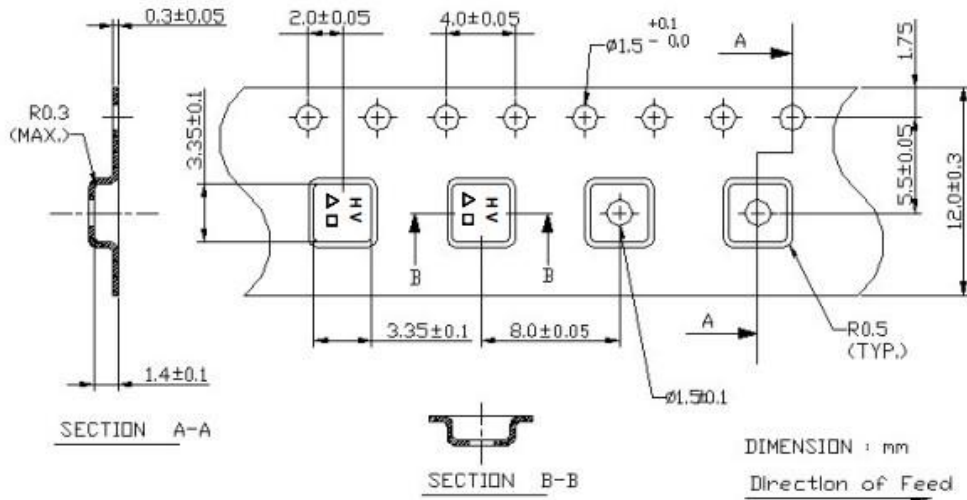 0.3±0.05
2.0±0.05
4.0±0.05
Ø1.5 +0.1 - 0.0
A
1.75
R0.3
(MAX.)
3.35±0.1
5.5±0.05
12.0±0.3
HV
△□
HV
△□
B
B
3.35±0.1
8.0±0.05
A
R0.5
(TYP.)
1.4±0.1
Ø1.5±0.1
SECTION A-A
SECTION B-B
DIMENSION : mm
Direction of Feed